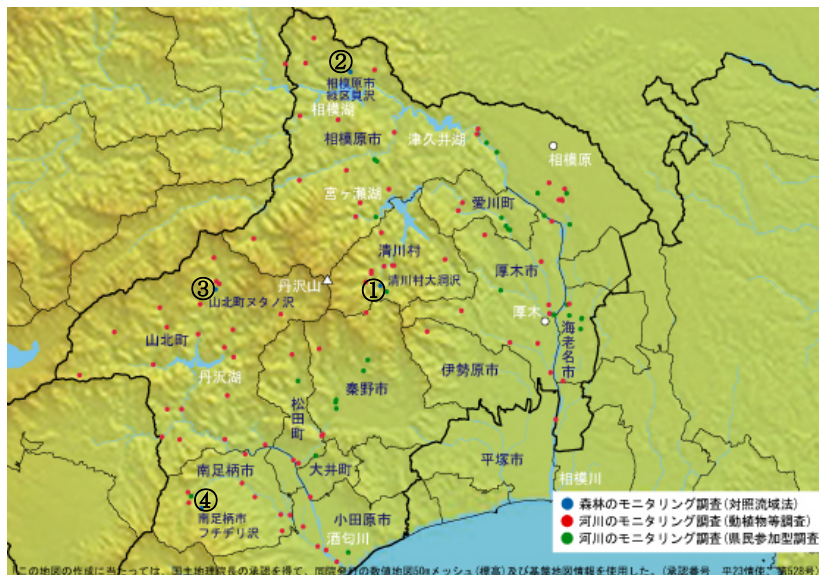 ②
相模原市
貝沢
相模湖
相模原市
津久井湖
相模原
宮ヶ瀬湖
愛川町
清川村
厚木市
丹沢山
①
清川村大洞沢
③
山北町ヌタノ沢
厚木
海老名市
山北町
丹沢湖
秦野市
伊勢原市
松田町
南足柄市
大井町
平塚市
相模川
④
南足柄市
フチヂリ沢
小田原市
酒匂川
森林のモニタリング調査(対照流域法)
河川のモニタリング調査(動植物等調査)
河川のモニタリング調査(県民参加型調査
この地図の作成に当たっては、国土地理院長の承認を得て、同院発行の数値地図50mメッシュ(標高)及び基盤地図情報を使用した。(承認番号 平23情使、第528号)